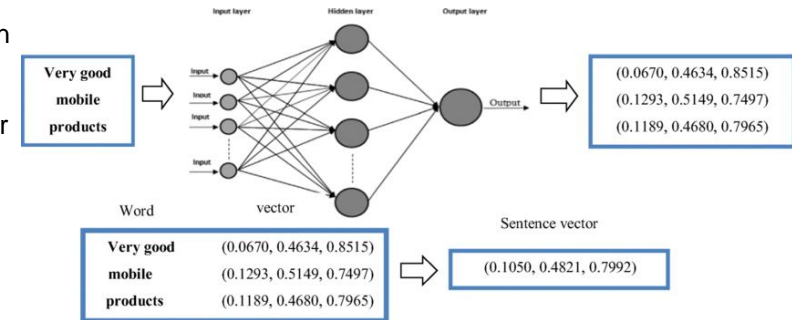 Input layer
Hidden layer
Output layer
n
r
Very good
mobile
products
Input
Input
Input
Input
Output
(0.0670, 0.4634, 0.8515)
(0.1293, 0.5149, 0.7497)
(0.1189, 0.4680, 0.7965)
Word vector
Very good (0.0670, 0.4634, 0.8515)
mobile (0.1293, 0.5149, 0.7497)
products (0.1189, 0.4680, 0.7965)
Sentence vector
(0.1050, 0.4821, 0.7992)